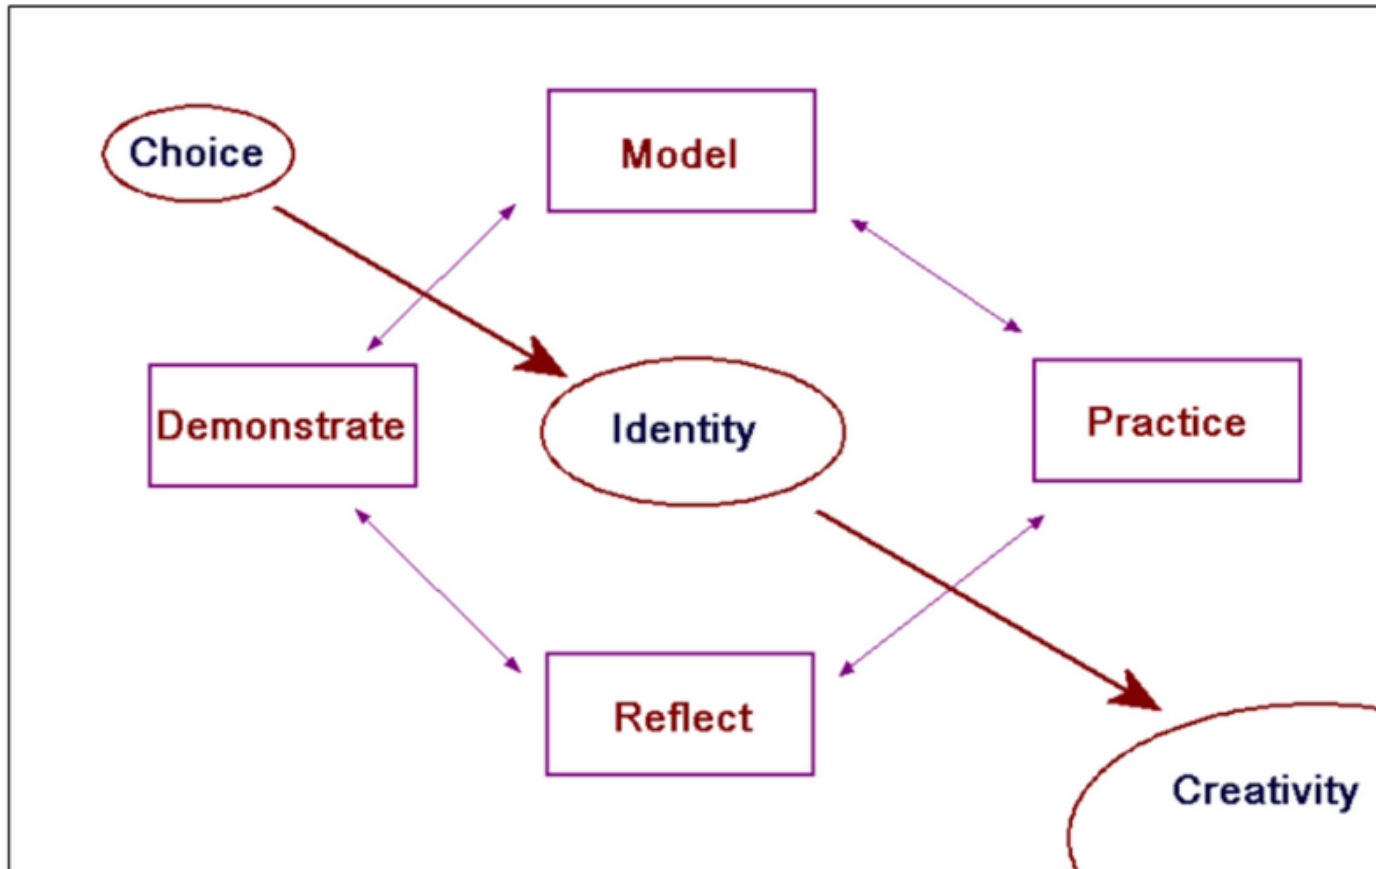 Choice
Model
Demonstrate
Identity
Practice
Reflect
Creativity